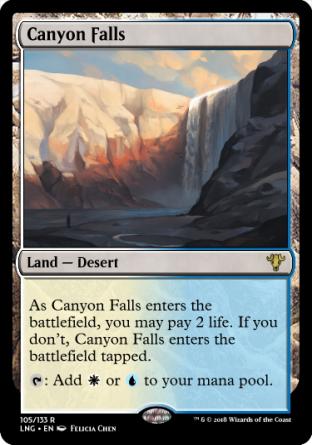 Canyon Falls
Land — Desert
As Canyon Falls enters the
battlefield, you may pay 2 life. If you
don't, Canyon Falls enters the
battlefield tapped.
: Add or to your mana pool.
105/133 R
LNG • EN Felicia Chen
™ & © 2018 Wizards of the Coast